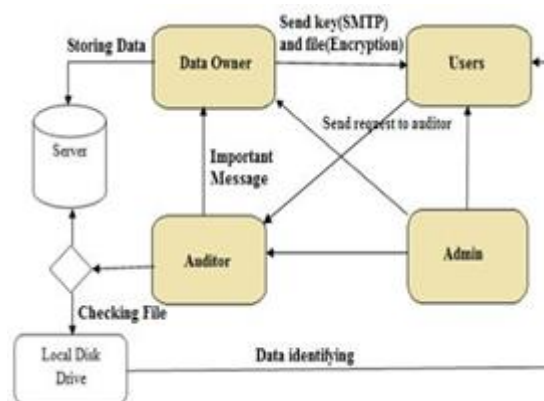 Send key(SMTP)
and file(Encryption)
Storing Data
Data Owner
Users
Server
Send request to auditor
Important
Message
Auditor
Admin
Checking File
Local Disk
Drive
Data identifying